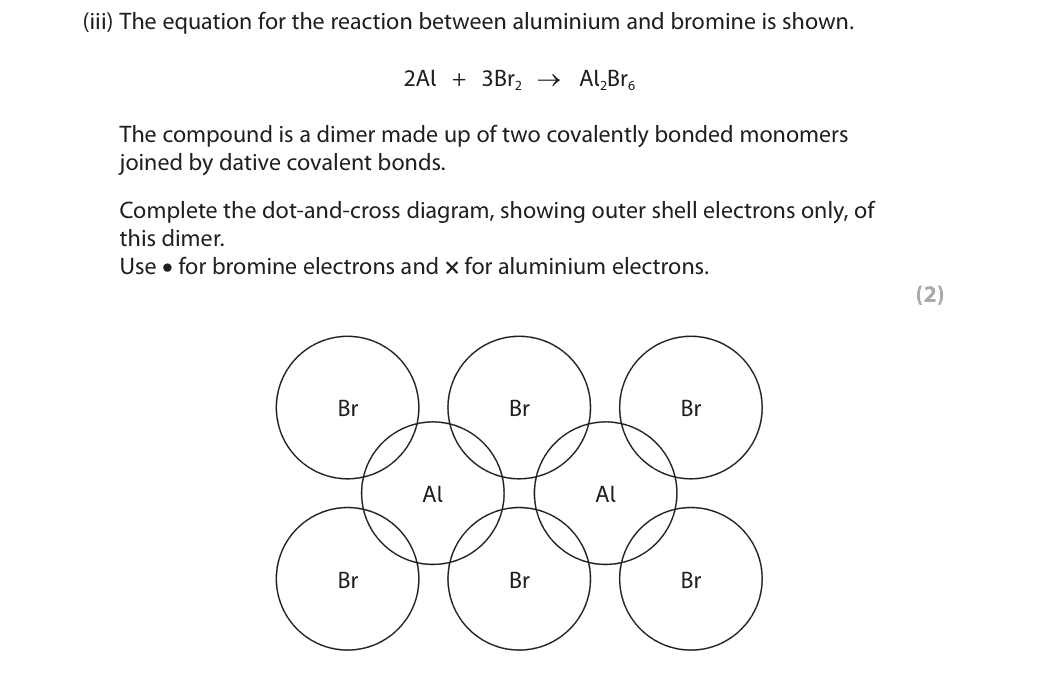 (iii) The equation for the reaction between aluminium and bromine is shown.
2Al + 3Br₂ → Al₂Br₆
The compound is a dimer made up of two covalently bonded monomers
joined by dative covalent bonds.
Complete the dot-and-cross diagram, showing outer shell electrons only, of
this dimer.
Use • for bromine electrons and × for aluminium electrons.
(2)
Br Br Br
Al Al
Br Br Br